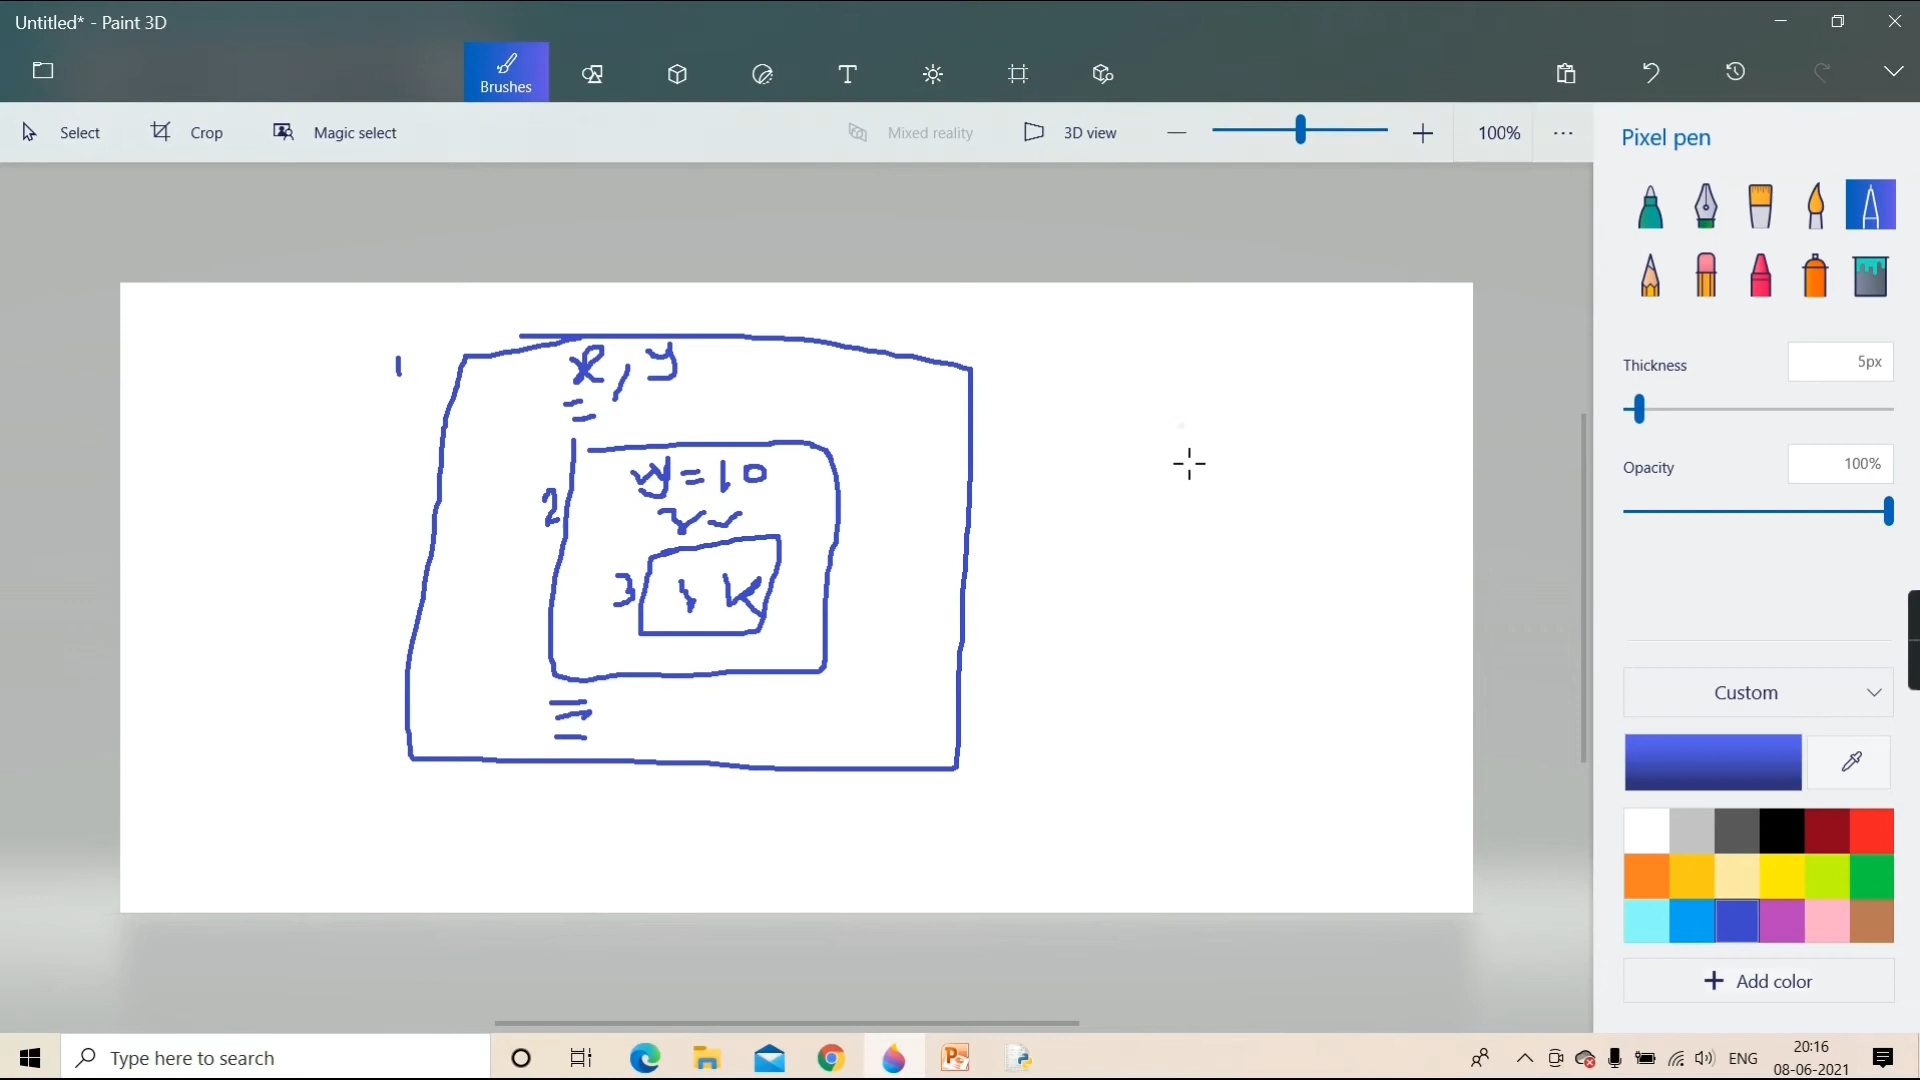 Untitled* - Paint 3D
Brushes
Select Crop Magic select Mixed reality 3D view 100%
Pixel pen
Thickness 5px
Opacity 100%
Custom
Add color
1
x, y
y = 10
2
3
K
Type here to search
ENG
20:16
08-06-2021